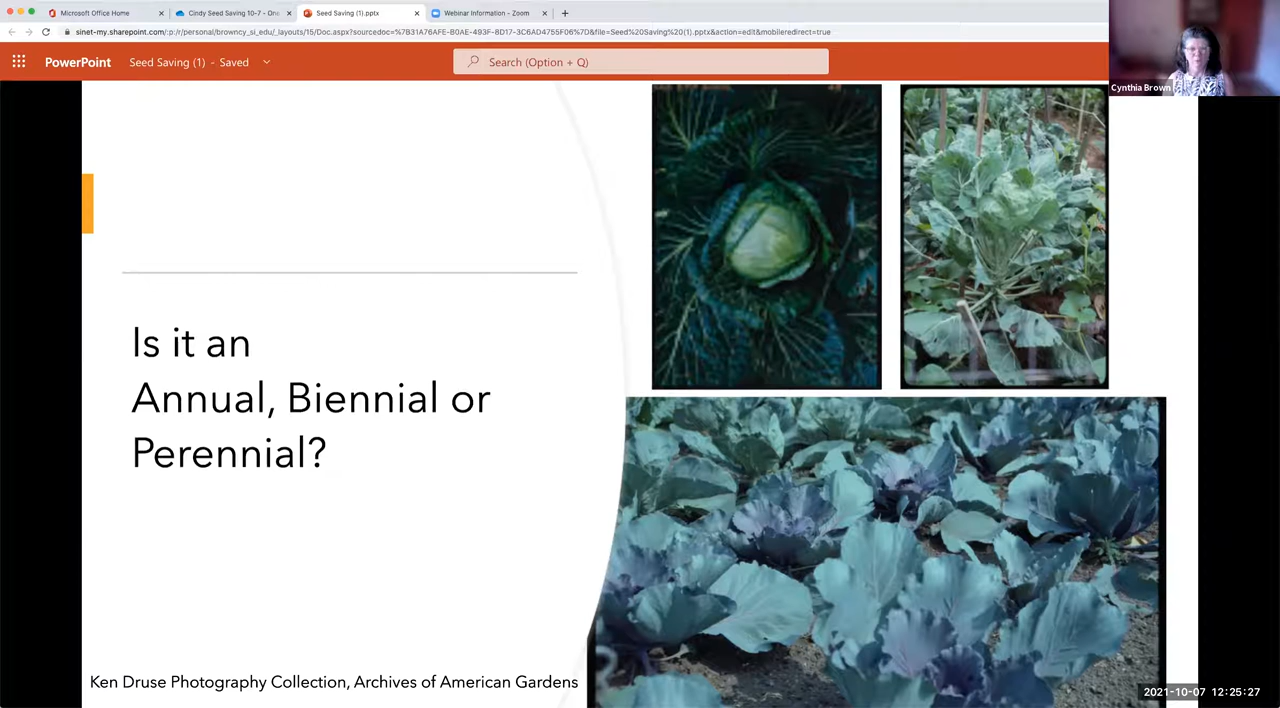 Microsoft Office Home
Cindy Seed Saving 10-7 - One
Seed Saving (1).pptx
Webinar Information - Zoom
sinet-my.sharepoint.com/:p:/r/personal/browncy_si_edu/_layouts/15/Doc.aspx?sourcedoc=%7B31A76AFE-B0AE-493F-8D17-3C6AD4755F06%7D&file=Seed%20Saving%20(1).pptx&action=edit&mobileredirect=true
PowerPoint
Seed Saving (1) - Saved
Search (Option + Q)
Cynthia Brown
Is it an
Annual, Biennial or
Perennial?
Ken Druse Photography Collection, Archives of American Gardens
2021-10-07 12:25:27